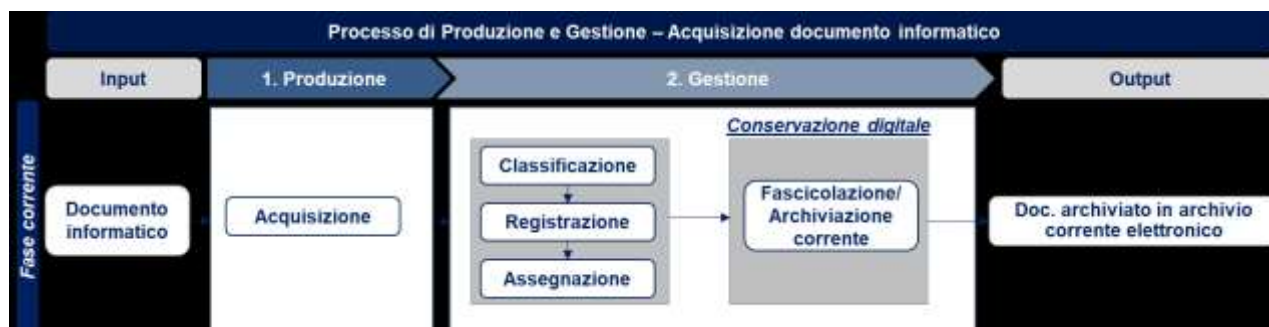 Processo di Produzione e Gestione – Acquisizione documento informatico
Input
1. Produzione
2. Gestione
Output
Fase corrente
Documento
informatico
Acquisizione
Classificazione
Registrazione
Assegnazione
Conservazione digitale
Fascicolazione/
Archiviazione
corrente
Doc. archiviato in archivio
corrente elettronico